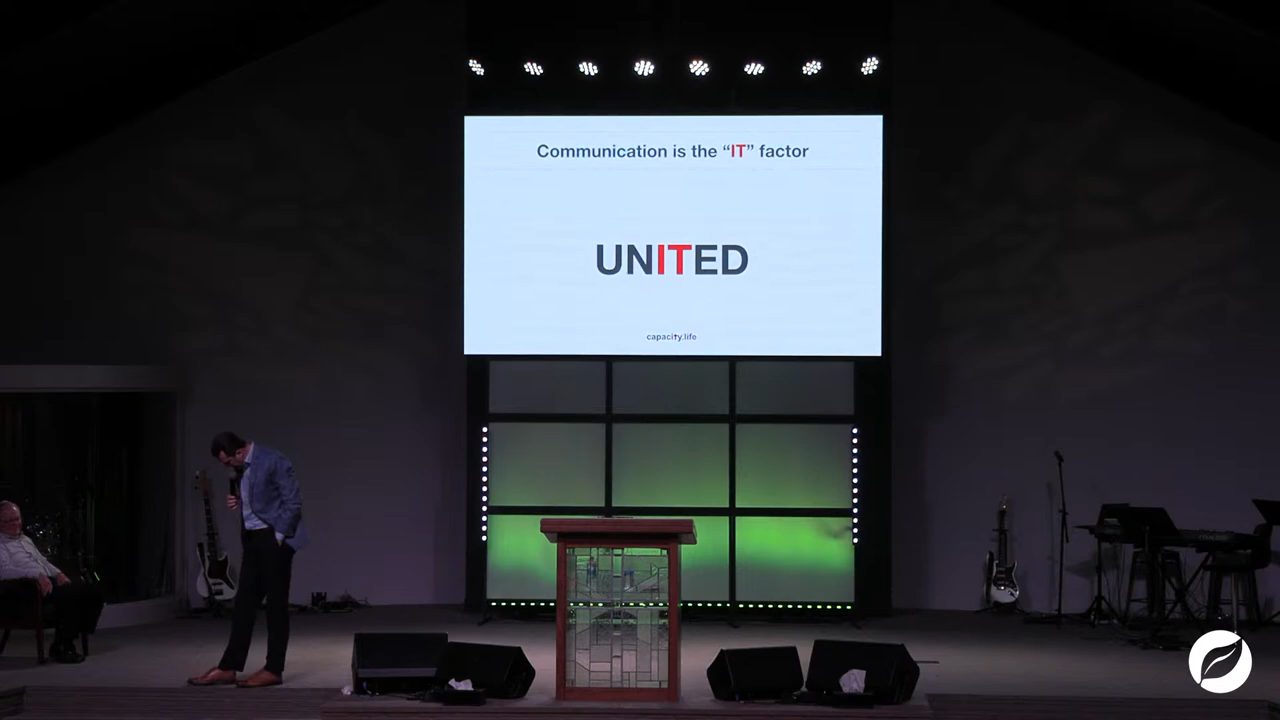 Communication is the “IT” factor
UNITED
capacity.life